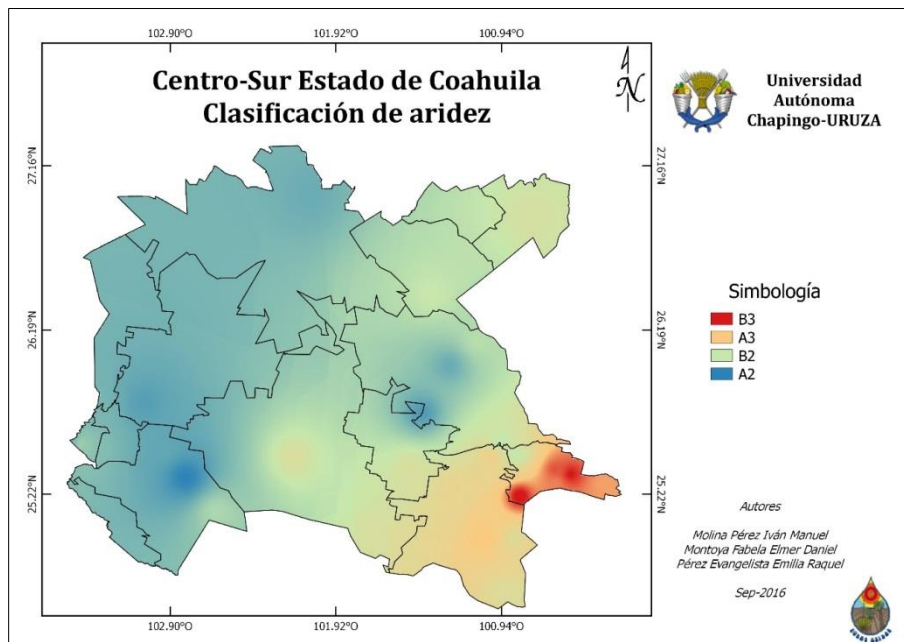 102.90°O 101.92°O 100.94°O
Centro-Sur Estado de Coahuila
Clasificación de aridez
N
Universidad
Autónoma
Chapingo-URUZA
27.16°N 27.16°N
26.19°N 26.19°N
25.22°N 25.22°N
Simbología
B3
A3
B2
A2
Autores
Molina Pérez Iván Manuel
Montoya Fabela Elmer Daniel
Pérez Evangelista Emilia Raquel
Sep-2016
102.90°O 101.92°O 100.94°O